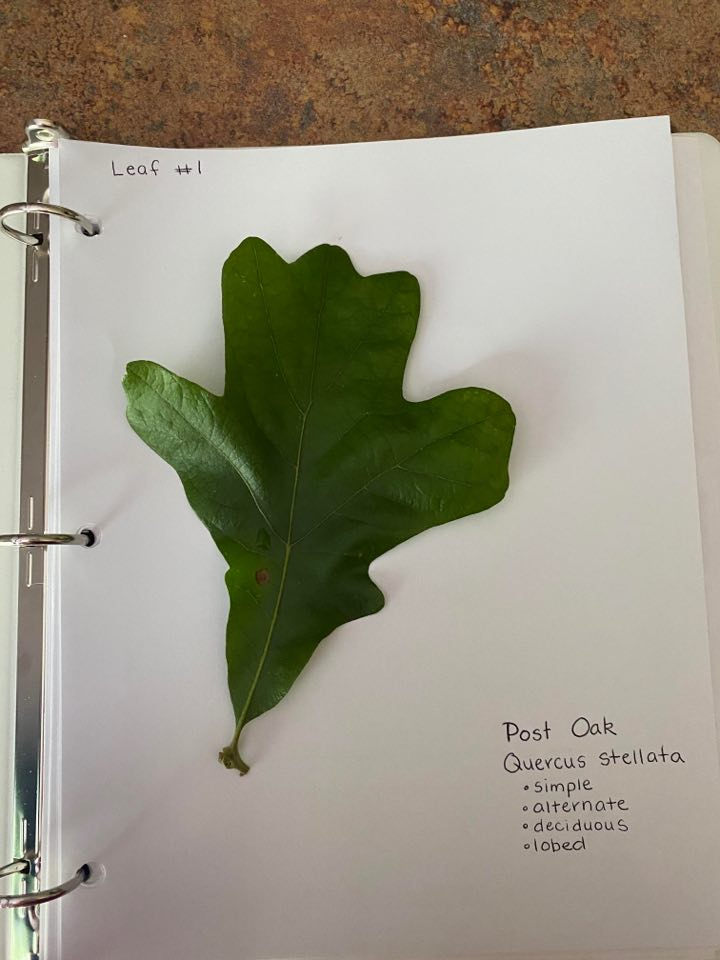 Leaf #1
Post Oak
Quercus stellata
• simple
• alternate
• deciduous
• lobed